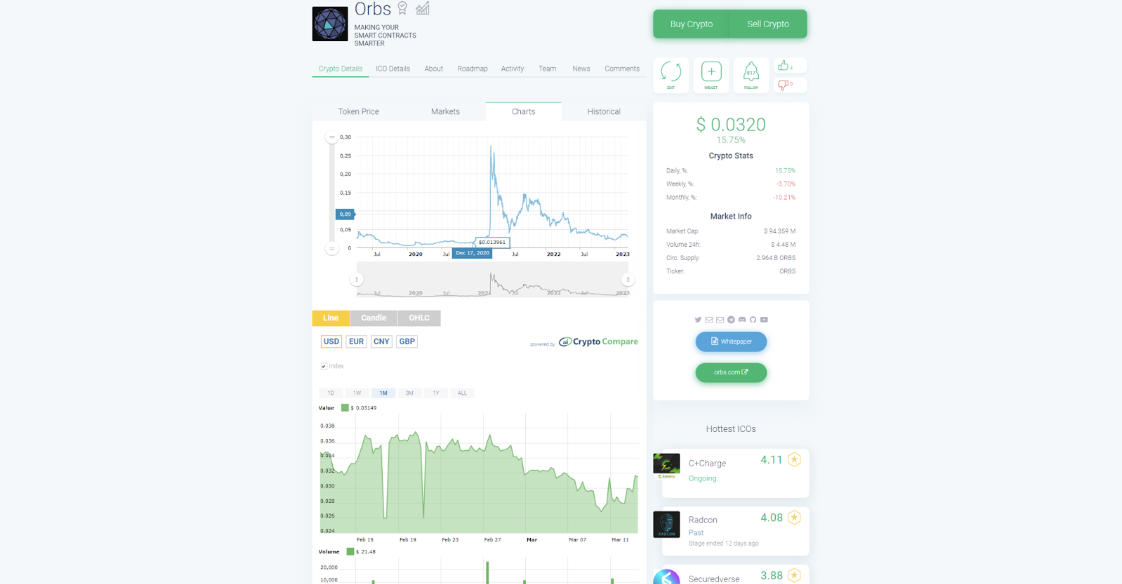 Orbs
MAKING YOUR
SMART CONTRACTS
SMARTER
Buy Crypto
Sell Crypto
Crypto Details
ICO Details
About
Roadmap
Activity
Team
News
Comments
EDIT
WIDGET
FOLLOW
Token Price
Markets
Charts
Historical
0,30
0,25
0,20
0,15
0,09
0,05
0
$0.013961
Dec 17, 2020
Jul
2020
Jul
Jul
2022
Jul
2023
Jul
2020
Jul
Jul
2022
Jul
2023
Line
Candle
OHLC
USD
EUR
CNY
GBP
powered by CryptoCompare
Index
1D
1W
1M
3M
1Y
ALL
Value $ 0.03149
0.038
0.036
0.034
0.032
0.030
0.028
0.026
0.024
Feb 15
Feb 19
Feb 23
Feb 27
Mar
Mar 07
Mar 11
Volume $ 21.48
20,000
10,000
$ 0.0320
15.75%
Crypto Stats
Daily, %: 15.75%
Weekly, %: -3.70%
Monthly, %: -10.21%
Market Info
Market Cap: $ 94.359 M
Volume 24h: $ 4.48 M
Circ. Supply: 2.964 B ORBS
Ticker: ORBS
Whitepaper
orbs.com
Hottest ICOs
C+Charge
4.11
Ongoing
Radcon
4.08
Past
Stage ended 12 days ago
RADCON
Securedverse
3.88